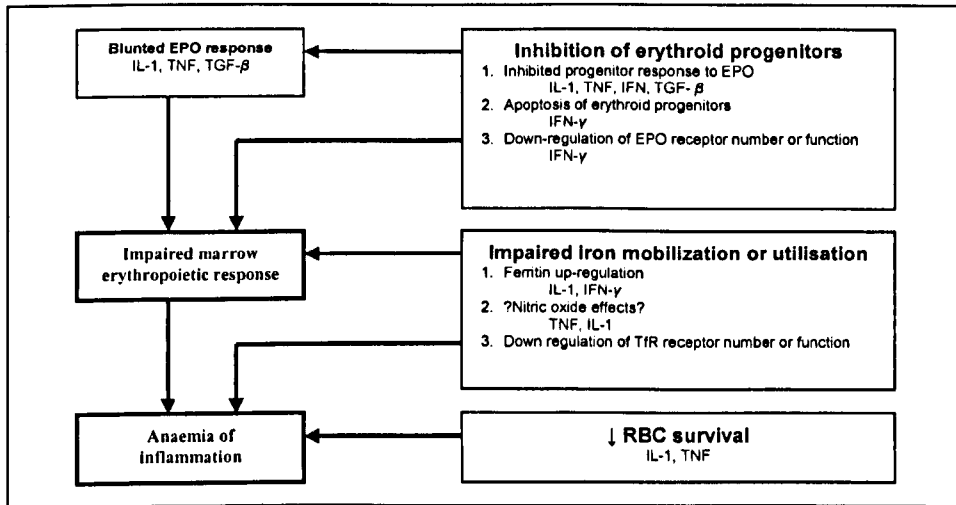 Blunted EPO response
IL-1, TNF, TGF-β
Inhibition of erythroid progenitors
1. Inhibited progenitor response to EPO
IL-1, TNF, IFN, TGF- β
2. Apoptosis of erythroid progenitors
IFN-γ
3. Down-regulation of EPO receptor number or function
IFN-γ
Impaired marrow
erythropoietic response
Impaired iron mobilization or utilisation
1. Ferritin up-regulation
IL-1, IFN-γ
2. ?Nitric oxide effects?
TNF, IL-1
3. Down regulation of TfR receptor number or function
Anaemia of
inflammation
↓ RBC survival
IL-1, TNF